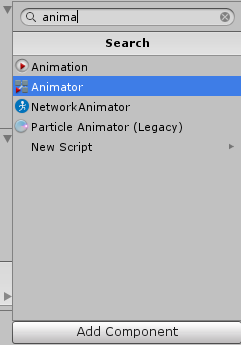 anima
Search
Animation
Animator
NetworkAnimator
Particle Animator (Legacy)
New Script
Add Component